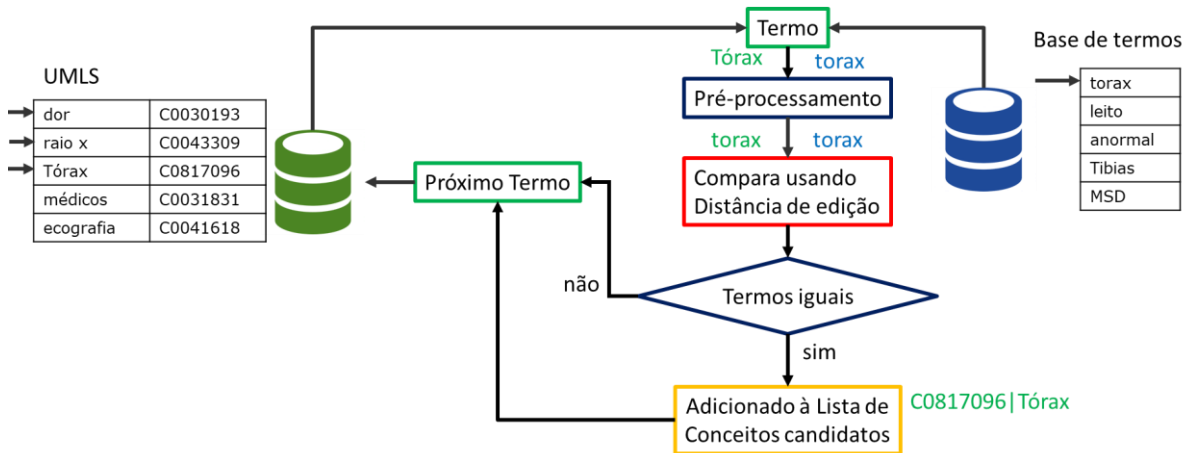 Termo
Tórax torax
Pré-processamento
torax torax
Compara usando
Distância de edição
Termos iguais
não
sim
Próximo Termo
Adicionado à Lista de
Conceitos candidatos
C0817096|Tórax
UMLS
dor C0030193
raio x C0043309
Tórax C0817096
médicos C0031831
ecografia C0041618
Base de termos
torax
leito
anormal
Tibias
MSD